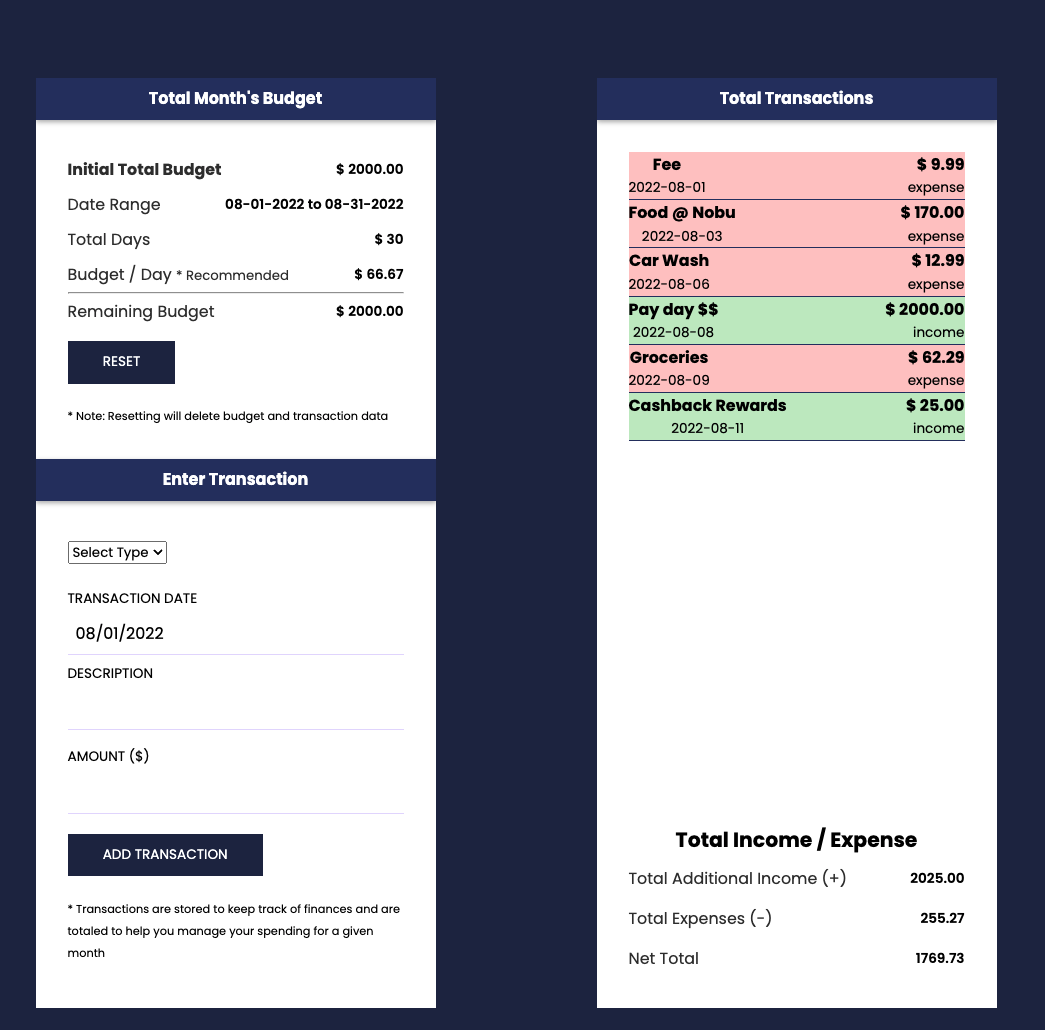 Total Month's Budget
Initial Total Budget $ 2000.00
Date Range 08-01-2022 to 08-31-2022
Total Days $ 30
Budget / Day * Recommended $ 66.67
Remaining Budget $ 2000.00
RESET
* Note: Resetting will delete budget and transaction data
Enter Transaction
Select Type
TRANSACTION DATE
08/01/2022
DESCRIPTION
AMOUNT ($)
ADD TRANSACTION
* Transactions are stored to keep track of finances and are
totaled to help you manage your spending for a given
month
Total Transactions
Fee $ 9.99
2022-08-01 expense
Food @ Nobu $ 170.00
2022-08-03 expense
Car Wash $ 12.99
2022-08-06 expense
Pay day $$ $ 2000.00
2022-08-08 income
Groceries $ 62.29
2022-08-09 expense
Cashback Rewards $ 25.00
2022-08-11 income
Total Income / Expense
Total Additional Income (+) 2025.00
Total Expenses (-) 255.27
Net Total 1769.73